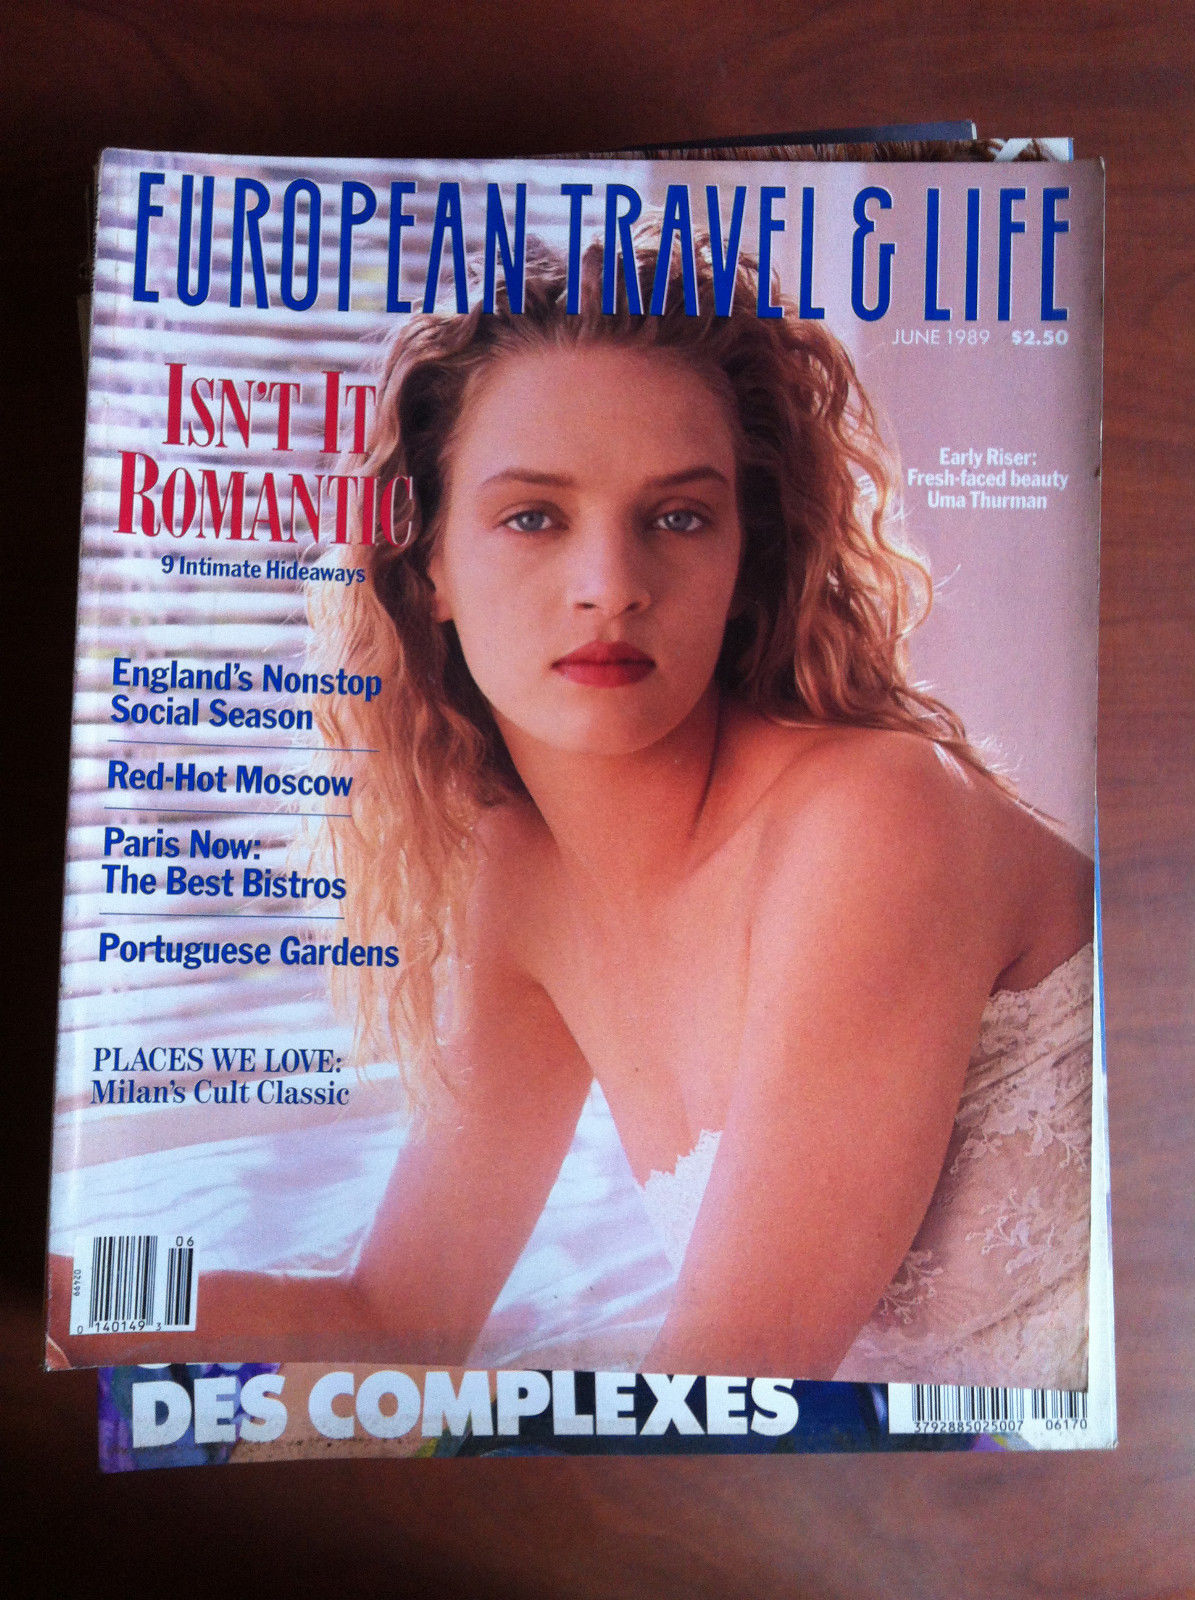 EUROPEAN TRAVEL & LIFE
JUNE 1989 $2.50
ISN'T IT
ROMANTIC
9 Intimate Hideaways
Early Riser:
Fresh-faced beauty
Uma Thurman
England's Nonstop
Social Season
Red-Hot Moscow
Paris Now:
The Best Bistros
Portuguese Gardens
PLACES WE LOVE:
Milan's Cult Classic
06
02499
0 140149 3
DES COMPLEXES
3792885025007 06170